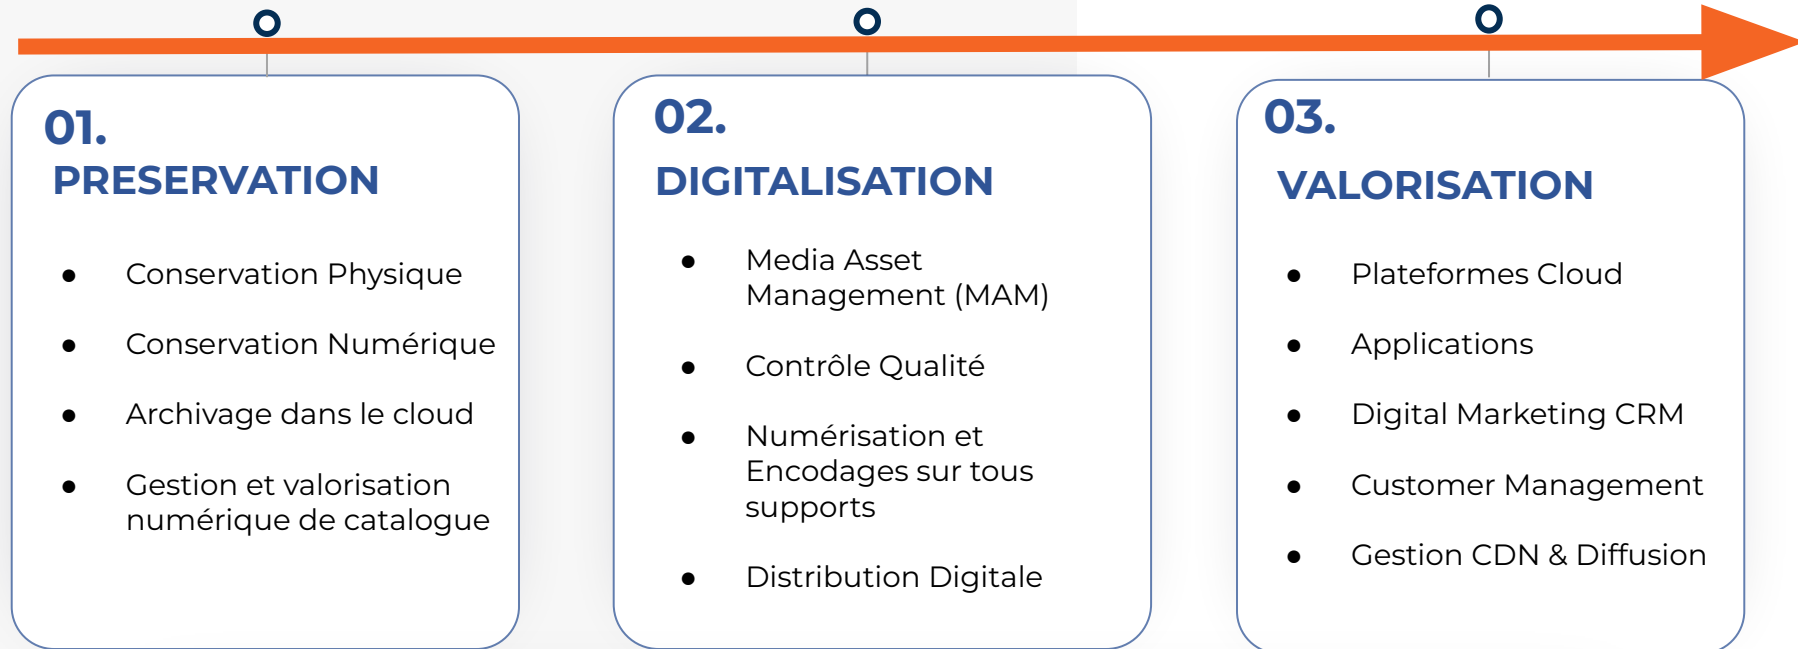 01.
PRESERVATION
● Conservation Physique
● Conservation Numérique
● Archivage dans le cloud
● Gestion et valorisation
numérique de catalogue
02.
DIGITALISATION
● Media Asset
Management (MAM)
● Contrôle Qualité
● Numérisation et
Encodages sur tous
supports
● Distribution Digitale
03.
VALORISATION
● Plateformes Cloud
● Applications
● Digital Marketing CRM
● Customer Management
● Gestion CDN & Diffusion